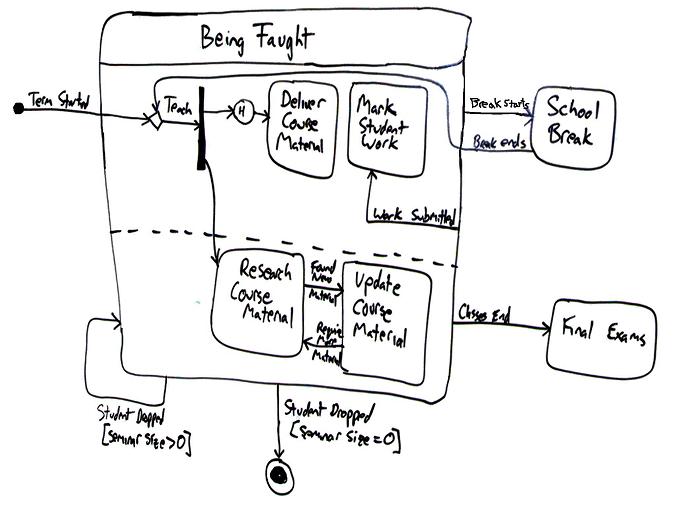 Being Taught
Term Started
Teach
H
Deliver
Course
Material
Mark
Student
Work
Break starts
Break ends
School
Break
Work Submitted
Research
Course
Material
Found
New
Material
Require
More
Material
Update
Course
Material
Classes End
Final Exams
Student Dropped
[seminar size>0]
Student Dropped
[seminar size=0]